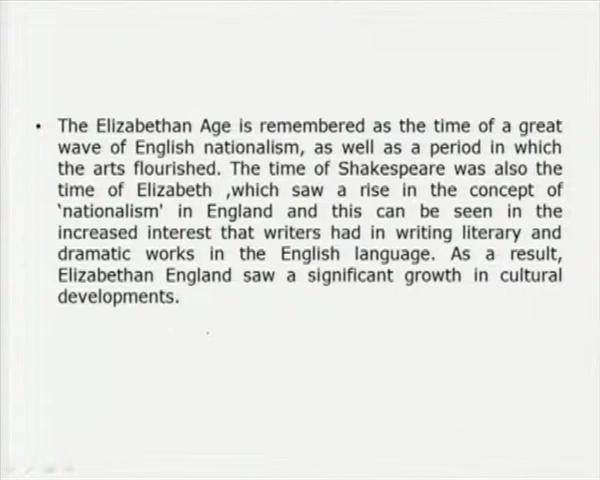 • The Elizabethan Age is remembered as the time of a great
wave of English nationalism, as well as a period in which
the arts flourished. The time of Shakespeare was also the
time of Elizabeth ,which saw a rise in the concept of
'nationalism' in England and this can be seen in the
increased interest that writers had in writing literary and
dramatic works in the English language. As a result,
Elizabethan England saw a significant growth in cultural
developments.